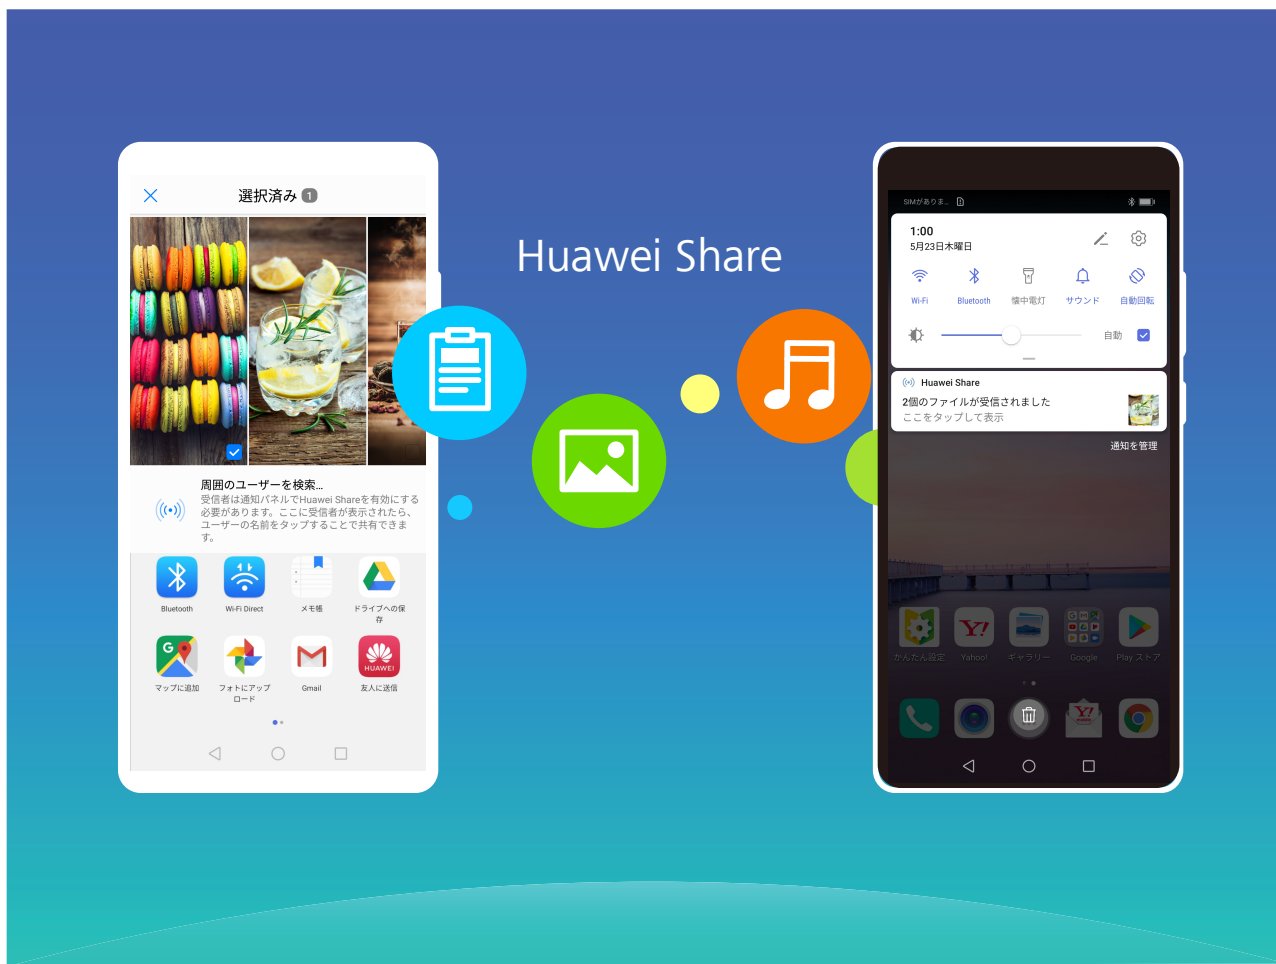 選択済み 1
Huawei Share
周囲のユーザーを検索...
受信者は通知パネルでHuawei Shareを有効にする
必要があります。ここに受信者が表示されたら、
ユーザーの名前をタップすることで共有できま
す。
Bluetooth
Wi-Fi Direct
メモ帳
ドライブへの保
存
G
HUAWEI
マップに追加
フォトにアップ
ロード
Gmail
友人に送信
SIMがありま...
1:00
5月23日木曜日
Wi-Fi
Bluetooth
懐中電灯
サウンド
自動回転
自動
Huawei Share
2個のファイルが受信されました
ここをタップして表示
通知を管理
Y!
かんたん設定
Yahoo!
ギャラリー
Google
Play ストア
Y!